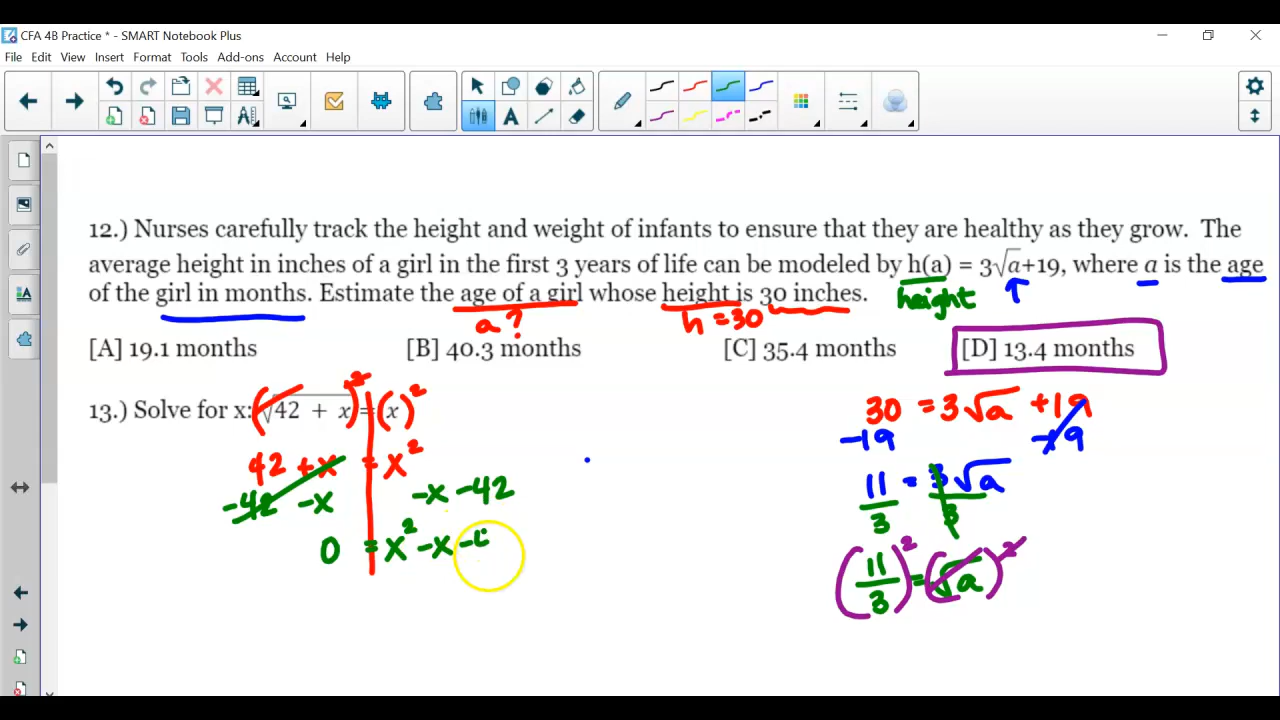 CFA 4B Practice * - SMART Notebook Plus
File Edit View Insert Format Tools Add-ons Account Help
12.) Nurses carefully track the height and weight of infants to ensure that they are healthy as they grow. The
average height in inches of a girl in the first 3 years of life can be modeled by h(a) = 3√a+19, where a is the age
of the girl in months. Estimate the age of a girl whose height is 30 inches.
height
a?
h = 30
[A] 19.1 months [B] 40.3 months [C] 35.4 months [D] 13.4 months
13.) Solve for x: (√42 + x)² = (x)²
42 + x = x²
-42 -x -x -42
0 = x² -x -4
30 = 3√a + 19
-19 -19
11 = 3√a
3 3
(11/3)² = (√a)²